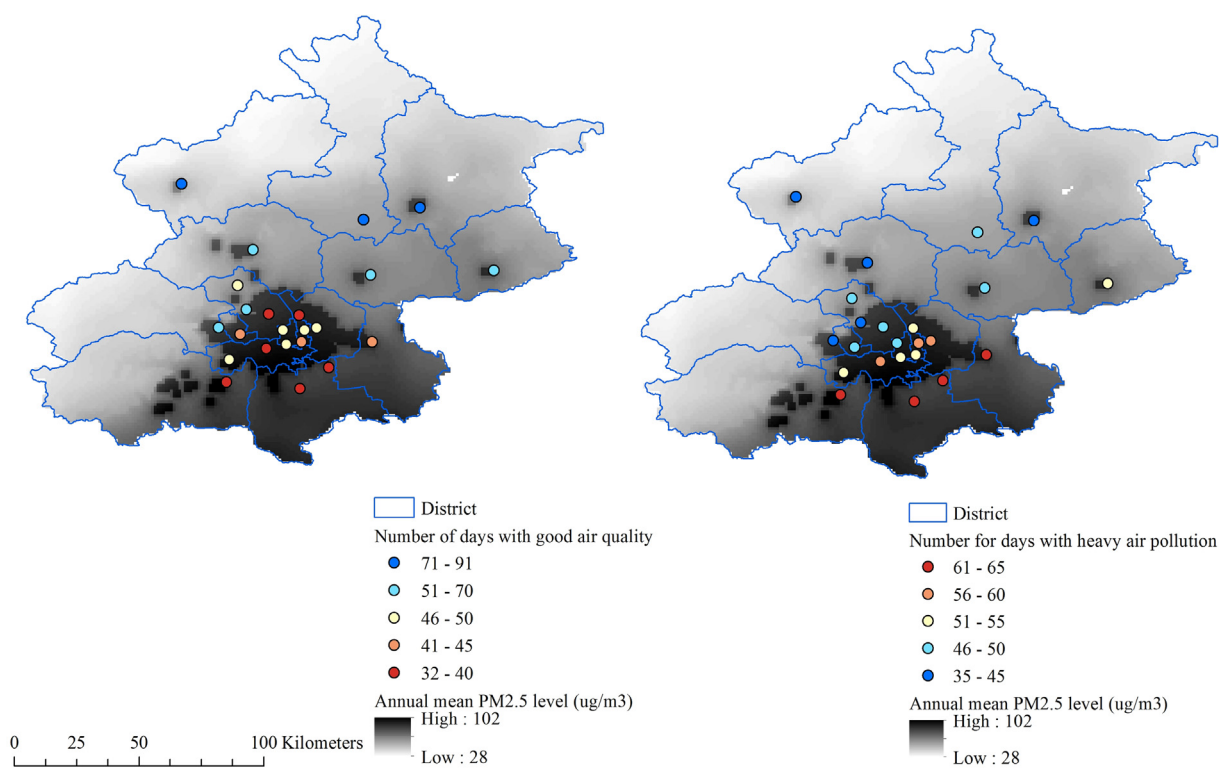 District
Number of days with good air quality
71 - 91
51 - 70
46 - 50
41 - 45
32 - 40
Annual mean PM2.5 level (ug/m3)
High : 102
Low : 28
0 25 50 100 Kilometers
District
Number for days with heavy air pollution
61 - 65
56 - 60
51 - 55
46 - 50
35 - 45
Annual mean PM2.5 level (ug/m3)
High : 102
Low : 28